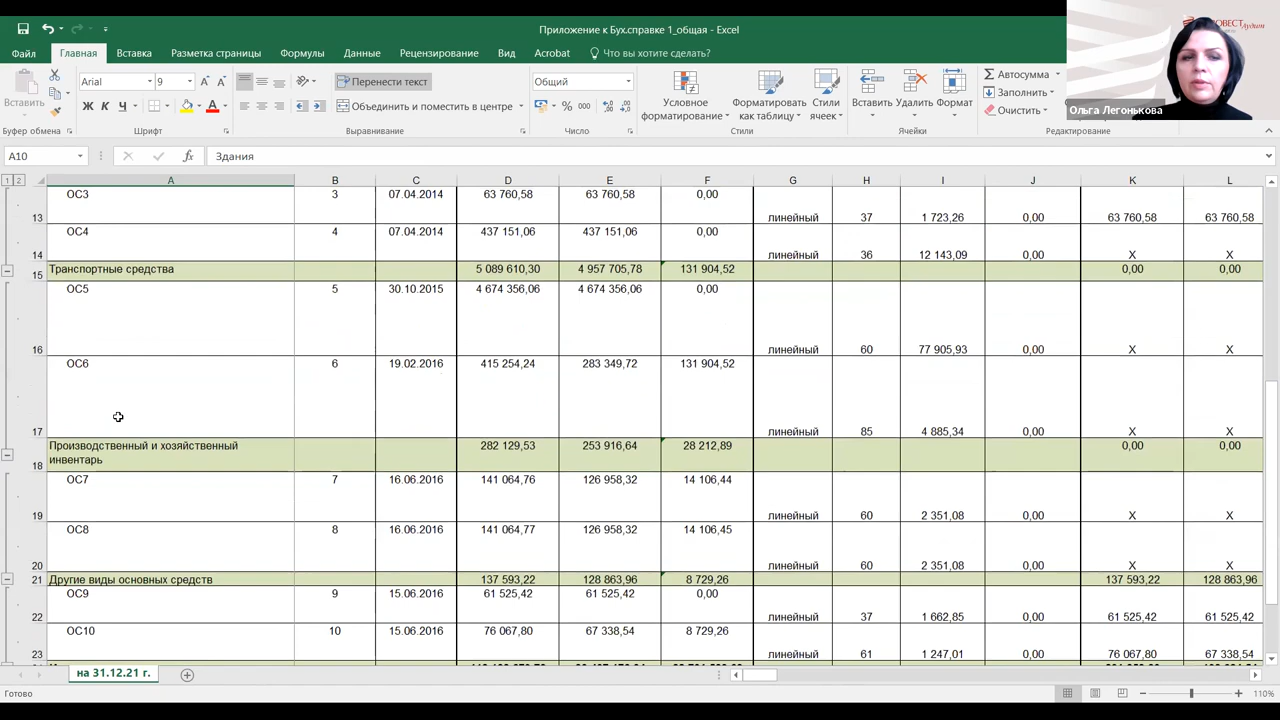 Приложение к Бух.справке 1_общая - Excel
Файл Главная Вставка Разметка страницы Формулы Данные Рецензирование Вид Acrobat Что вы хотите сделать?
Ольга Легонькова
Вставить
Arial 9
Ж К Ч
Перенести текст
Объединить и поместить в центре
Общий
% 000
Условное форматирование
Форматировать как таблицу
Стили ячеек
Вставить Удалить Формат
Автосумма
Заполнить
Очистить
Буфер обмена Шрифт Выравнивание Число Стили Ячейки Редактирование
A10 Здания
1 2 A B C D E F G H I J K L
13 ОС3 3 07.04.2014 63 760,58 63 760,58 0,00 линейный 37 1 723,26 0,00 63 760,58 63 760,58
14 ОС4 4 07.04.2014 437 151,06 437 151,06 0,00 линейный 36 12 143,09 0,00 X X
15 Транспортные средства 5 089 610,30 4 957 705,78 131 904,52 0,00 0,00
16 ОС5 5 30.10.2015 4 674 356,06 4 674 356,06 0,00 линейный 60 77 905,93 0,00 X X
17 ОС6 6 19.02.2016 415 254,24 283 349,72 131 904,52 линейный 85 4 885,34 0,00 X X
18 Производственный и хозяйственный инвентарь 282 129,53 253 916,64 28 212,89 0,00 0,00
19 ОС7 7 16.06.2016 141 064,76 126 958,32 14 106,44 линейный 60 2 351,08 0,00 X X
20 ОС8 8 16.06.2016 141 064,77 126 958,32 14 106,45 линейный 60 2 351,08 0,00 X X
21 Другие виды основных средств 137 593,22 128 863,96 8 729,26 137 593,22 128 863,96
22 ОС9 9 15.06.2016 61 525,42 61 525,42 0,00 линейный 37 1 662,85 0,00 61 525,42 61 525,42
23 ОС10 10 15.06.2016 76 067,80 67 338,54 8 729,26 линейный 61 1 247,01 0,00 76 067,80 67 338,54
на 31.12.21 г.
Готово 110%